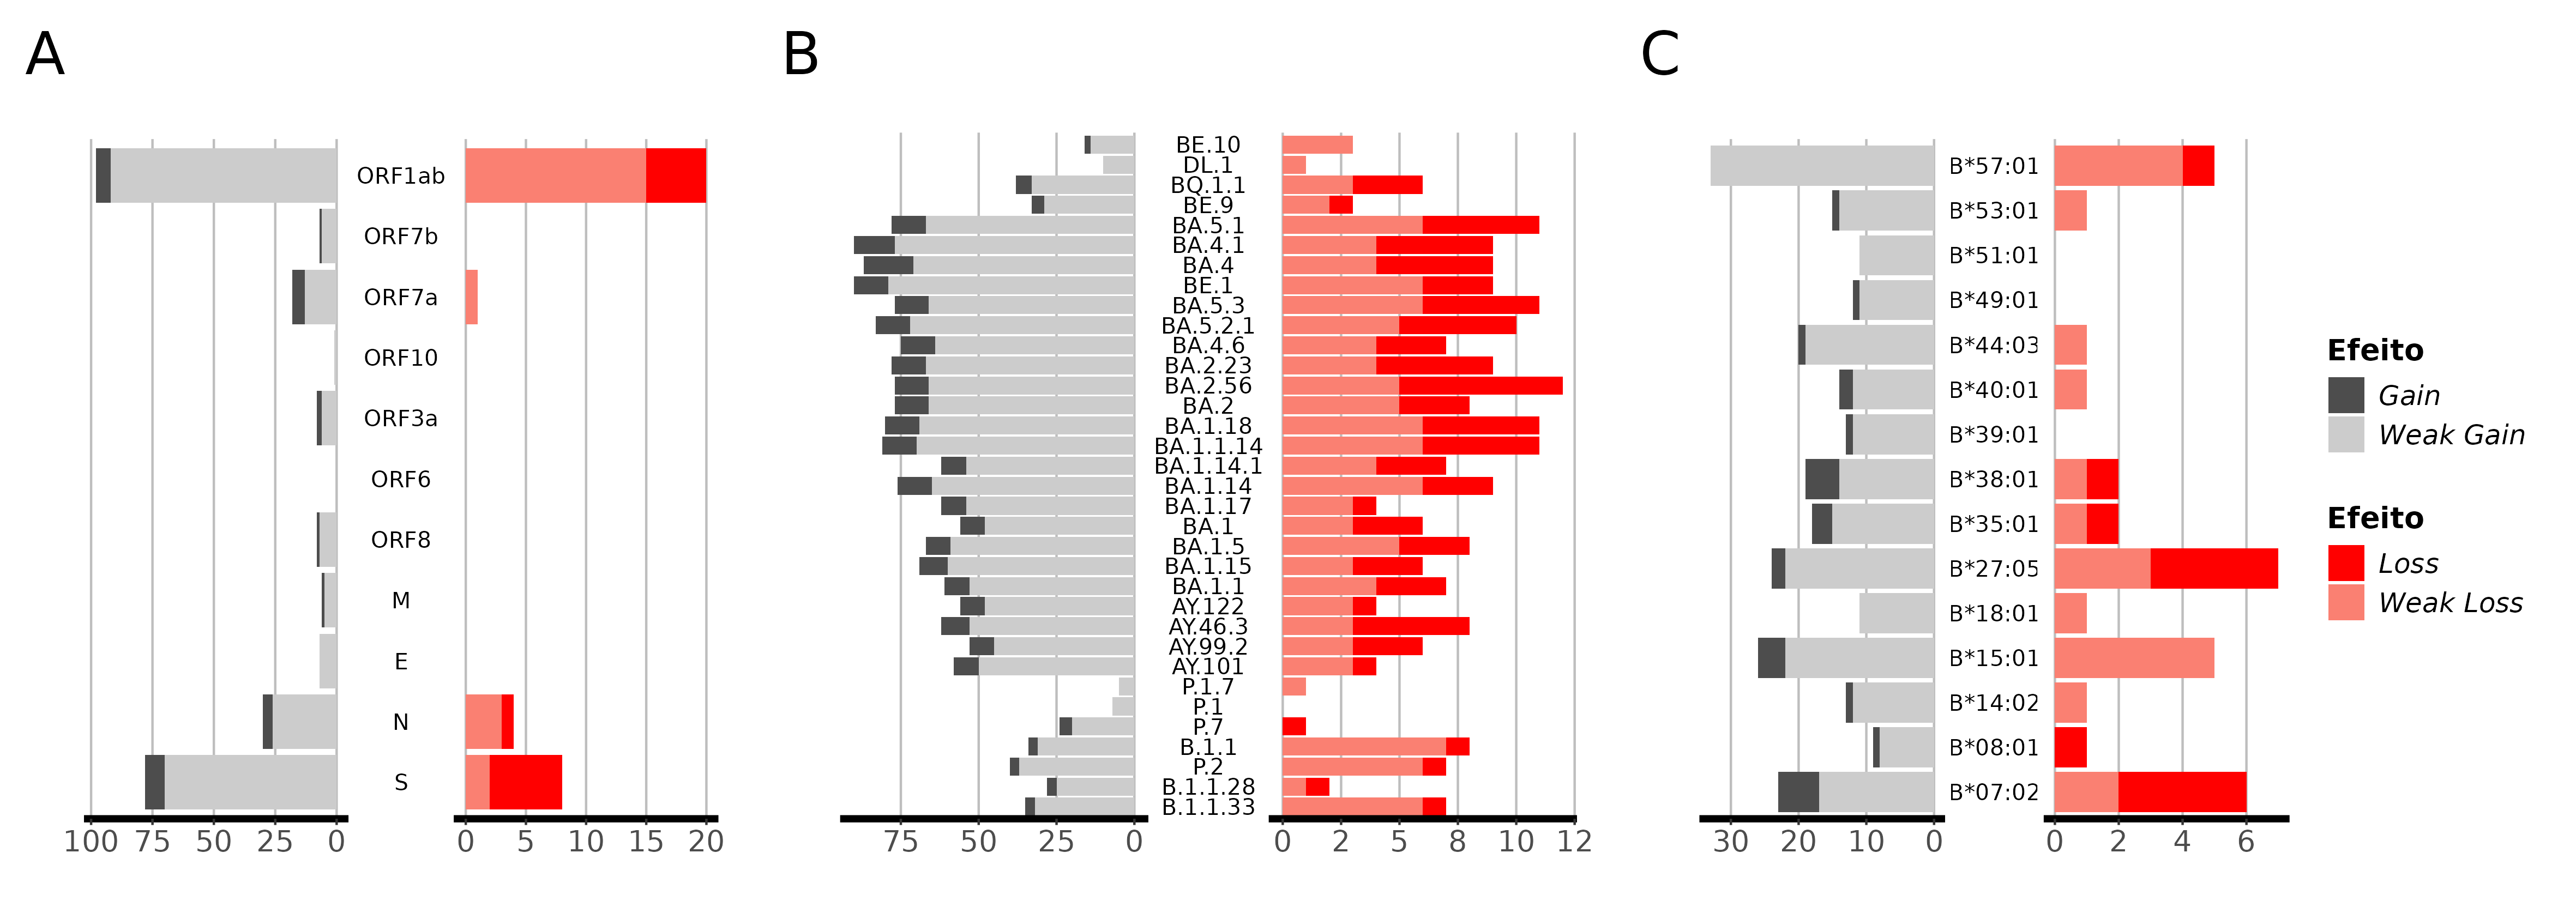 A
B
C
ORF1ab
ORF7b
ORF7a
ORF10
ORF3a
ORF6
ORF8
M
E
N
S
100 75 50 25 0
0 5 10 15 20
BE.10
DL.1
BQ.1.1
BE.9
BA.5.1
BA.4.1
BA.4
BE.1
BA.5.3
BA.5.2.1
BA.4.6
BA.2.23
BA.2.56
BA.2
BA.1.18
BA.1.1.14
BA.1.14.1
BA.1.14
BA.1.17
BA.1
BA.1.5
BA.1.15
BA.1.1
AY.122
AY.46.3
AY.99.2
AY.101
P.1.7
P.1
P.7
B.1.1
P.2
B.1.1.28
B.1.1.33
75 50 25 0
0 2 5 8 10 12
B*57:01
B*53:01
B*51:01
B*49:01
B*44:03
B*40:01
B*39:01
B*38:01
B*35:01
B*27:05
B*18:01
B*15:01
B*14:02
B*08:01
B*07:02
30 20 10 0
0 2 4 6
Efeito
Gain
Weak Gain
Efeito
Loss
Weak Loss